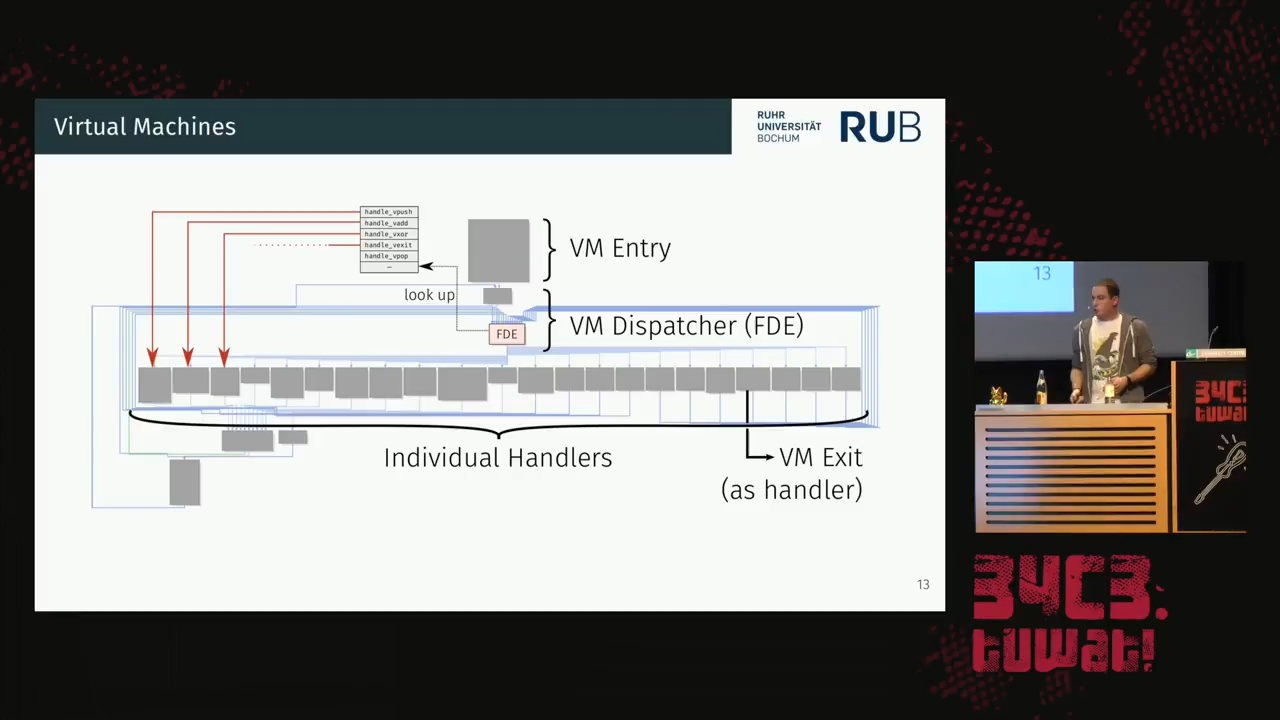 Virtual Machines
RUHR
UNIVERSITÄT
BOCHUM
RUB
handle_vpush
handle_vadd
handle_vxor
handle_vexit
handle_vpop
VM Entry
look up
FDE
VM Dispatcher (FDE)
Individual Handlers
VM Exit
(as handler)
13
13
34C3
TUWAT
34C3.
TUWAT!